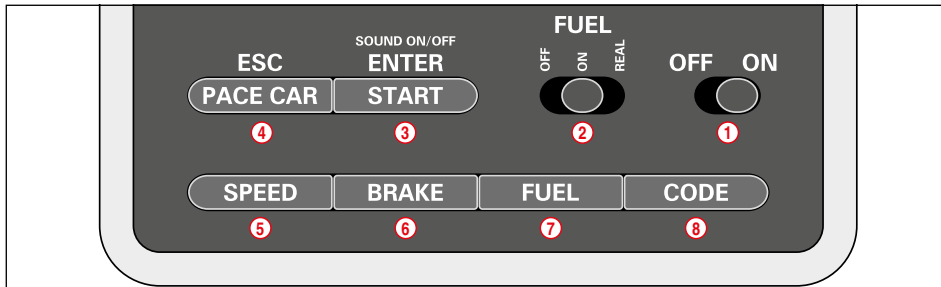 FUEL
SOUND ON/OFF
ESC ENTER OFF ON REAL OFF ON
PACE CAR START
4 3 2 1
SPEED BRAKE FUEL CODE
5 6 7 8